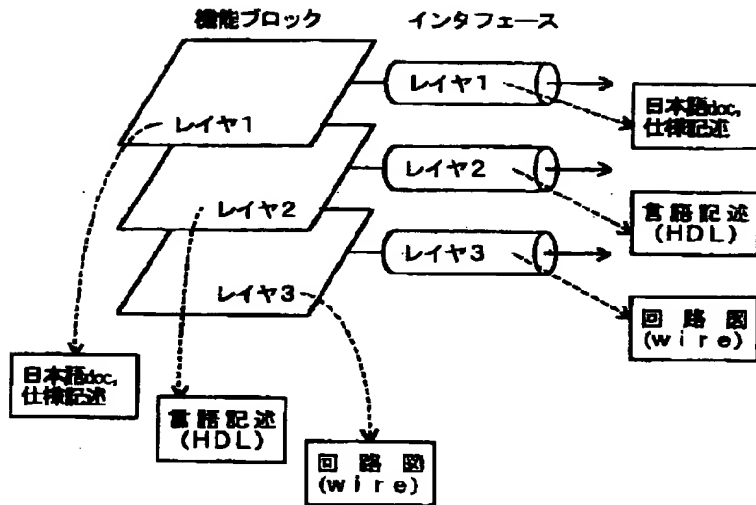 機能ブロック
インタフェース
レイヤ1
レイヤ1
日本語doc,
仕様記述
レイヤ2
レイヤ2
言語記述
(HDL)
レイヤ3
レイヤ3
回路図
(wire)
日本語doc,
仕様記述
言語記述
(HDL)
回路図
(wire)